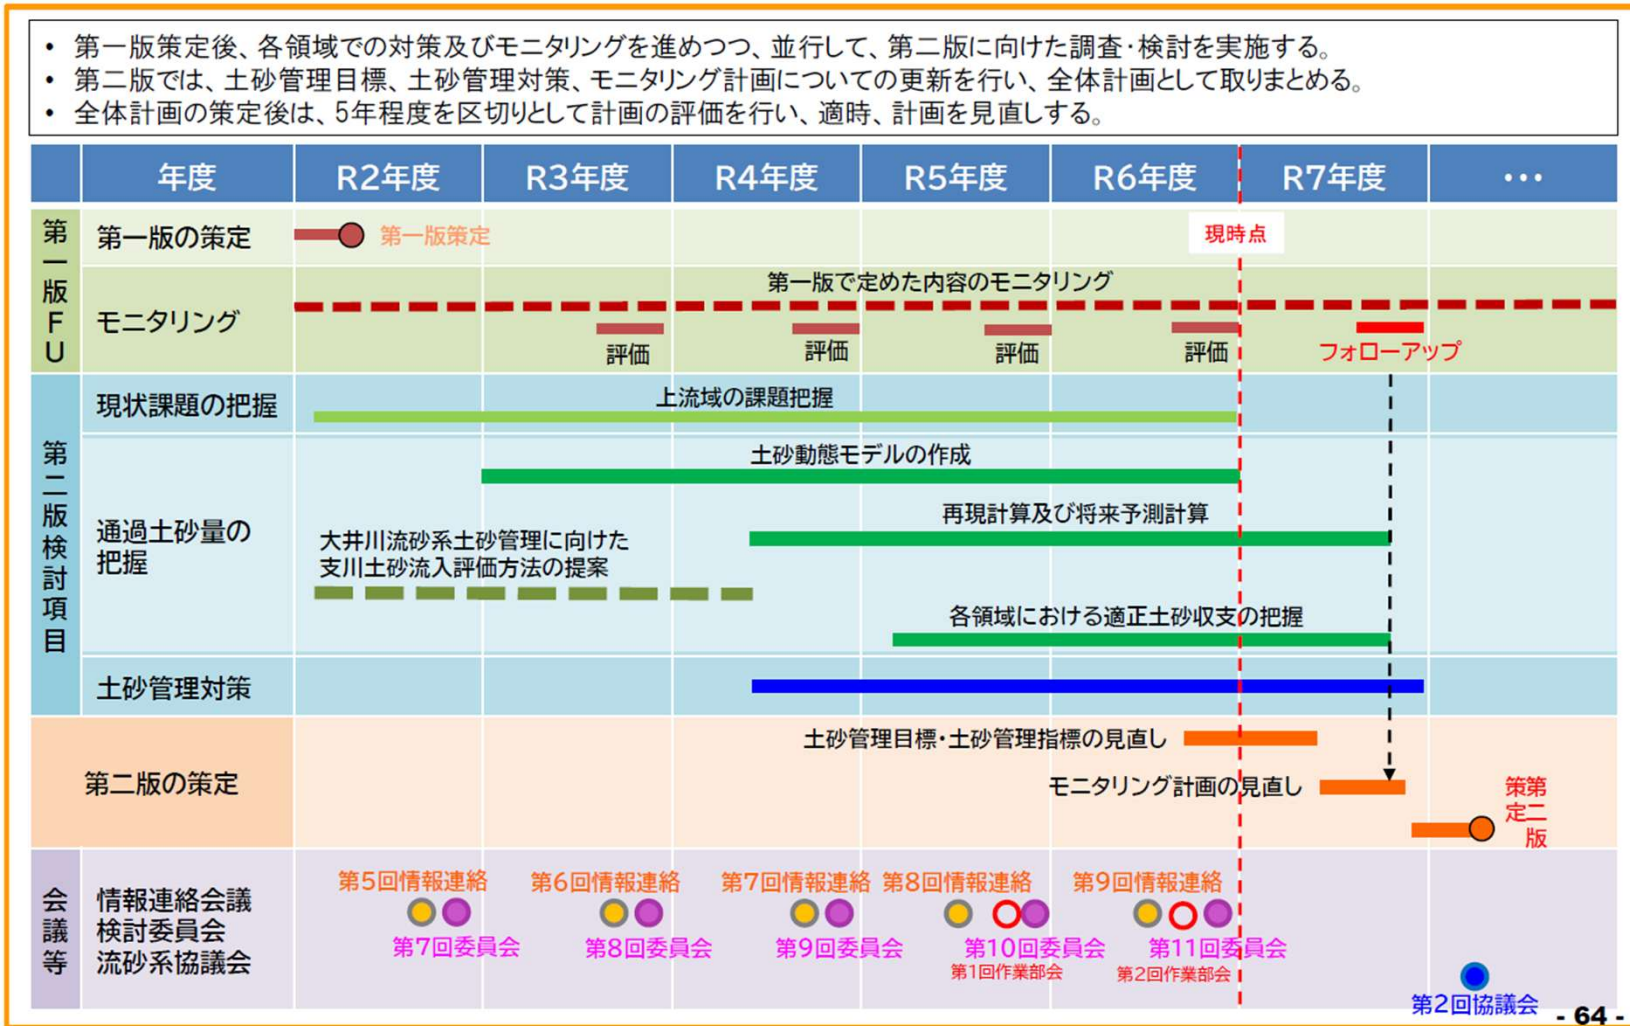 • 第一版策定後、各領域での対策及びモニタリングを進めつつ、並行して、第二版に向けた調査・検討を実施する。
• 第二版では、土砂管理目標、土砂管理対策、モニタリング計画についての更新を行い、全体計画として取りまとめる。
• 全体計画の策定後は、5年程度を区切りとして計画の評価を行い、適時、計画を見直しする。
年度 R2年度 R3年度 R4年度 R5年度 R6年度 R7年度 ・・・
第一版FU
第一版の策定
第一版策定
現時点
モニタリング
第一版で定めた内容のモニタリング
評価 評価 評価 評価 フォローアップ
第二版検討項目
現状課題の把握
上流域の課題把握
通過土砂量の
把握
土砂動態モデルの作成
再現計算及び将来予測計算
大井川流砂系土砂管理に向けた
支川土砂流入評価方法の提案
各領域における適正土砂収支の把握
土砂管理対策
第二版の策定
土砂管理目標・土砂管理指標の見直し
モニタリング計画の見直し
第二版
策定
会議等
情報連絡会議
検討委員会
流砂系協議会
第5回情報連絡 第6回情報連絡 第7回情報連絡 第8回情報連絡 第9回情報連絡
第7回委員会 第8回委員会 第9回委員会 第10回委員会 第11回委員会
第1回作業部会 第2回作業部会
第2回協議会
- 64 -